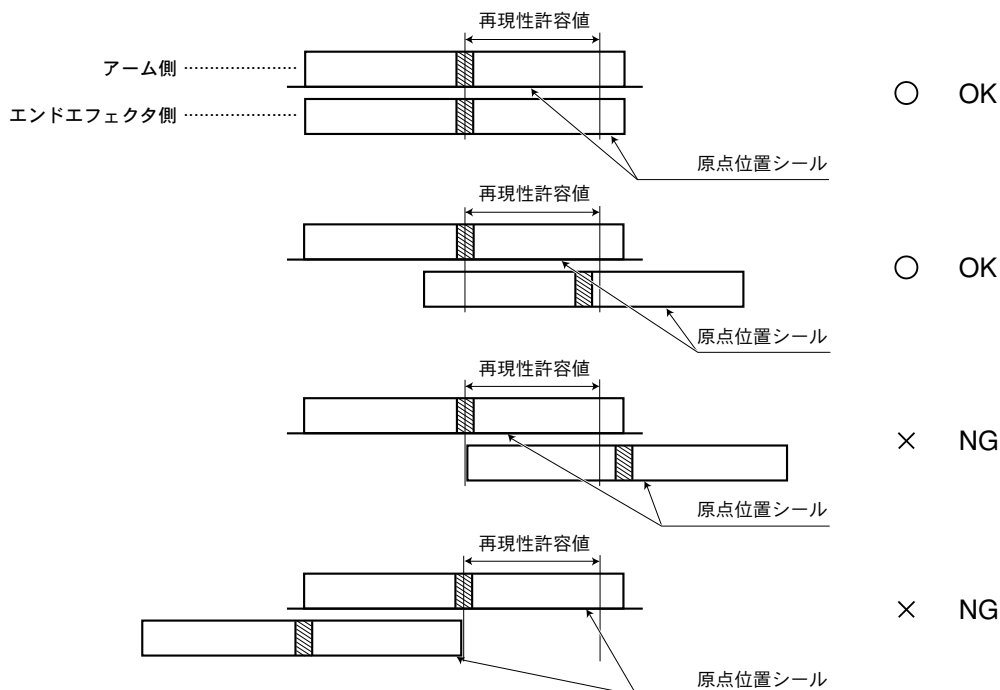 再現性許容値
アーム側
エンドエフェクタ側
OK
原点位置シール
再現性許容値
OK
原点位置シール
再現性許容値
NG
原点位置シール
再現性許容値
NG
原点位置シール